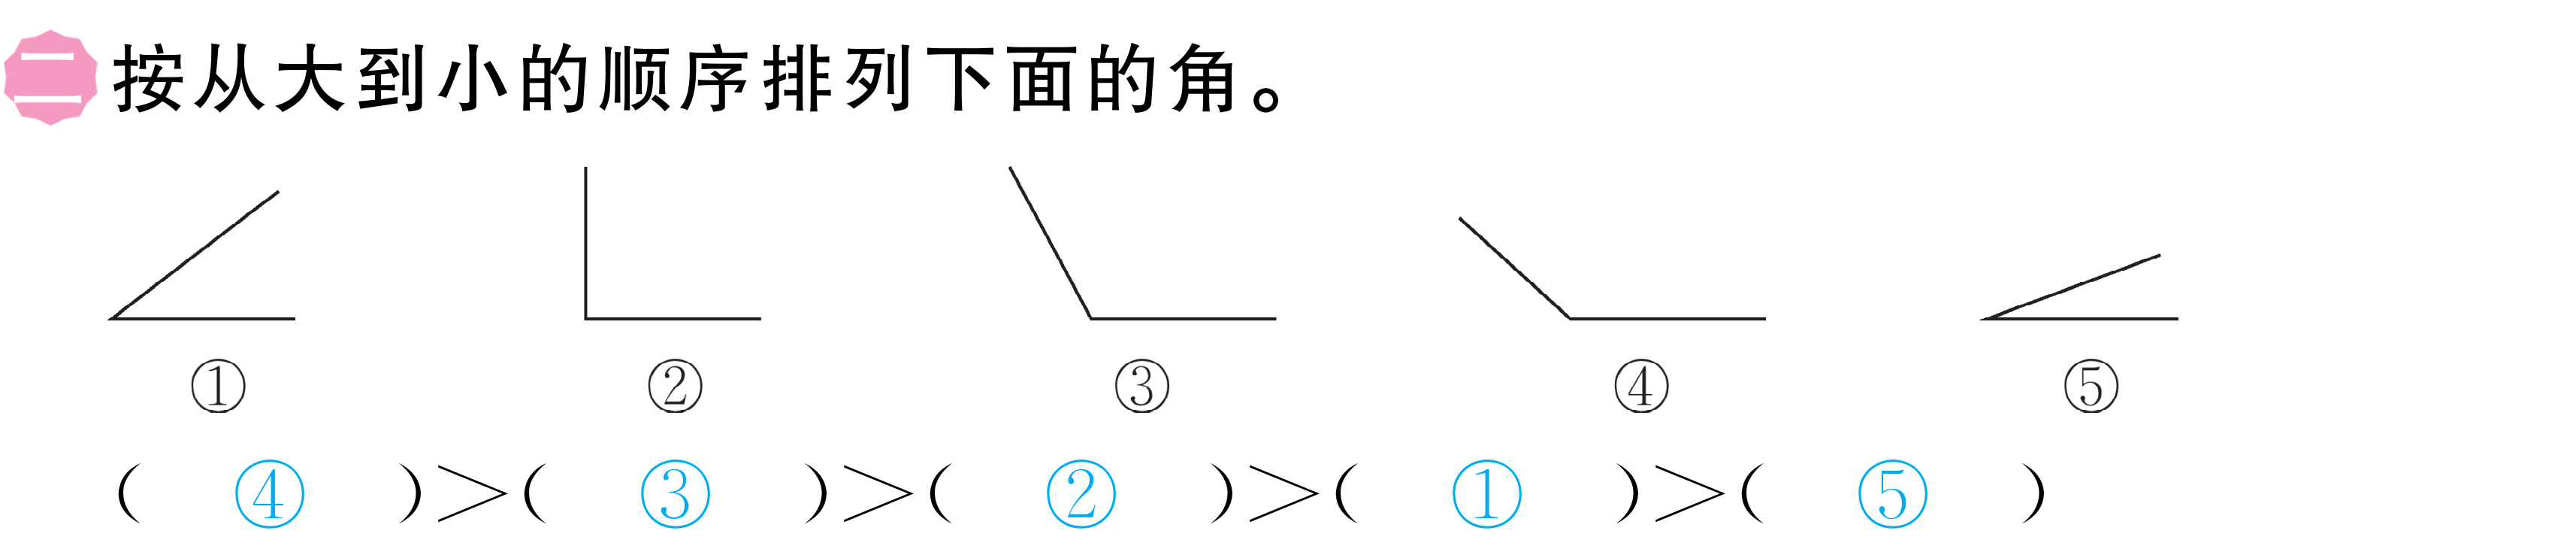 二 按从大到小的顺序排列下面的角。
① ② ③ ④ ⑤
( ④ )>( ③ )>( ② )>( ① )>( ⑤ )